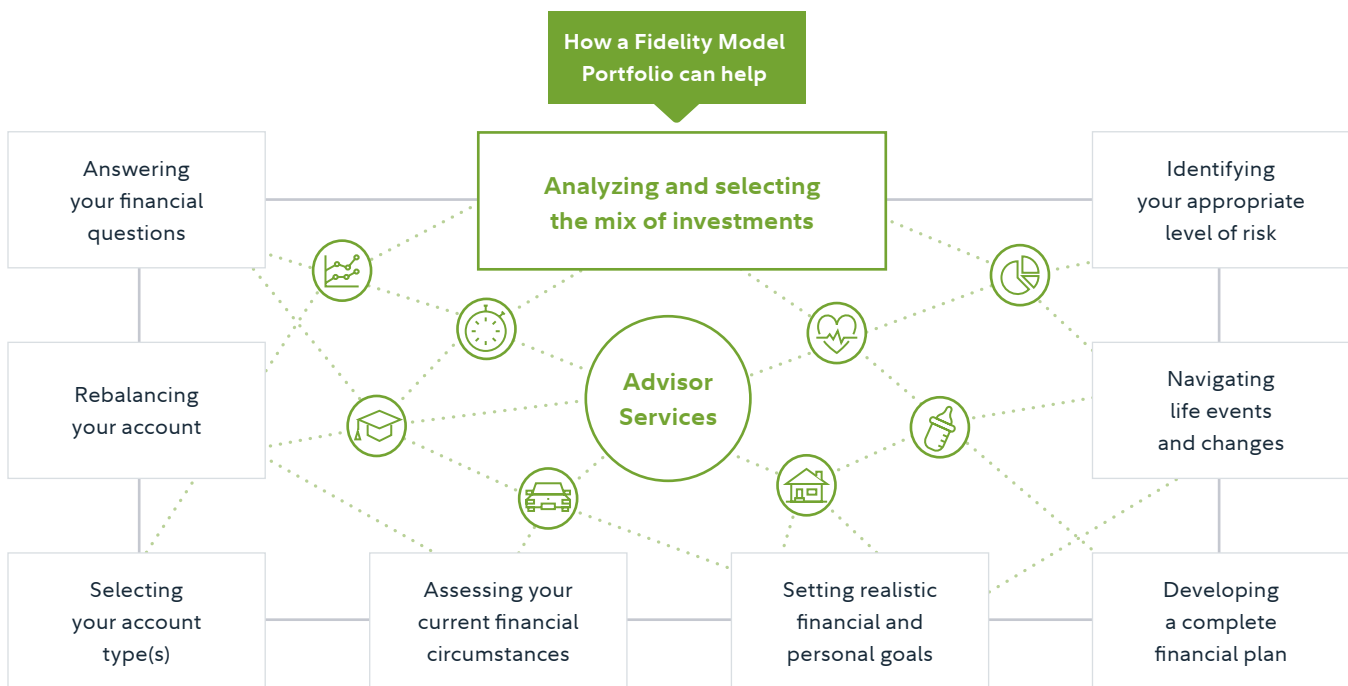 How a Fidelity Model
Portfolio can help
Answering
your financial
questions
Analyzing and selecting
the mix of investments
Identifying
your appropriate
level of risk
Rebalancing
your account
Advisor
Services
Navigating
life events
and changes
Selecting
your account
type(s)
Assessing your
current financial
circumstances
Setting realistic
financial and
personal goals
Developing
a complete
financial plan